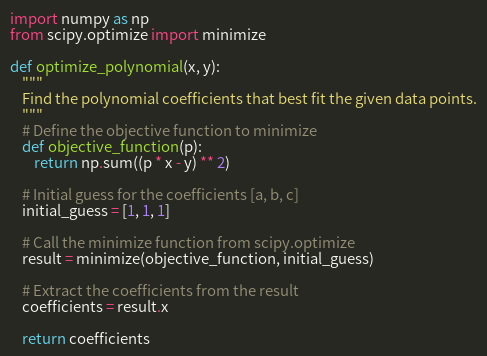 import numpy as np
from scipy.optimize import minimize

def optimize_polynomial(x, y):
    """
    Find the polynomial coefficients that best fit the given data points.
    """
    # Define the objective function to minimize
    def objective_function(p):
        return np.sum((p * x - y) ** 2)

    # Initial guess for the coefficients [a, b, c]
    initial_guess = [1, 1, 1]

    # Call the minimize function from scipy.optimize
    result = minimize(objective_function, initial_guess)

    # Extract the coefficients from the result
    coefficients = result.x

    return coefficients